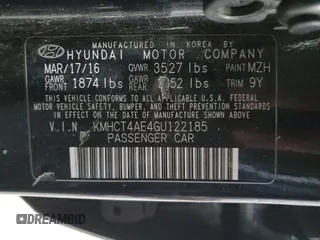 MANUFACTURED IN KOREA BY
HYUNDAI MOTOR COMPANY
MAR/17/16 GVWR 3527 lbs PAINT MZH
GAWR FRONT 1874 lbs GAWR REAR lbs TRIM 9Y
THIS VEHICLE CONFORMS TO ALL APPLICABLE
FEDERAL MOTOR VEHICLE SAFETY, BUMPER, AND
THEFT PREVENTION STANDARDS IN EFFECT ON
THE DATE OF MANUFACTURE SHOWN ABOVE.
V.I.N KMHCT4AE4GU122185
PASSENGER CAR
AUTOBIDMASTER